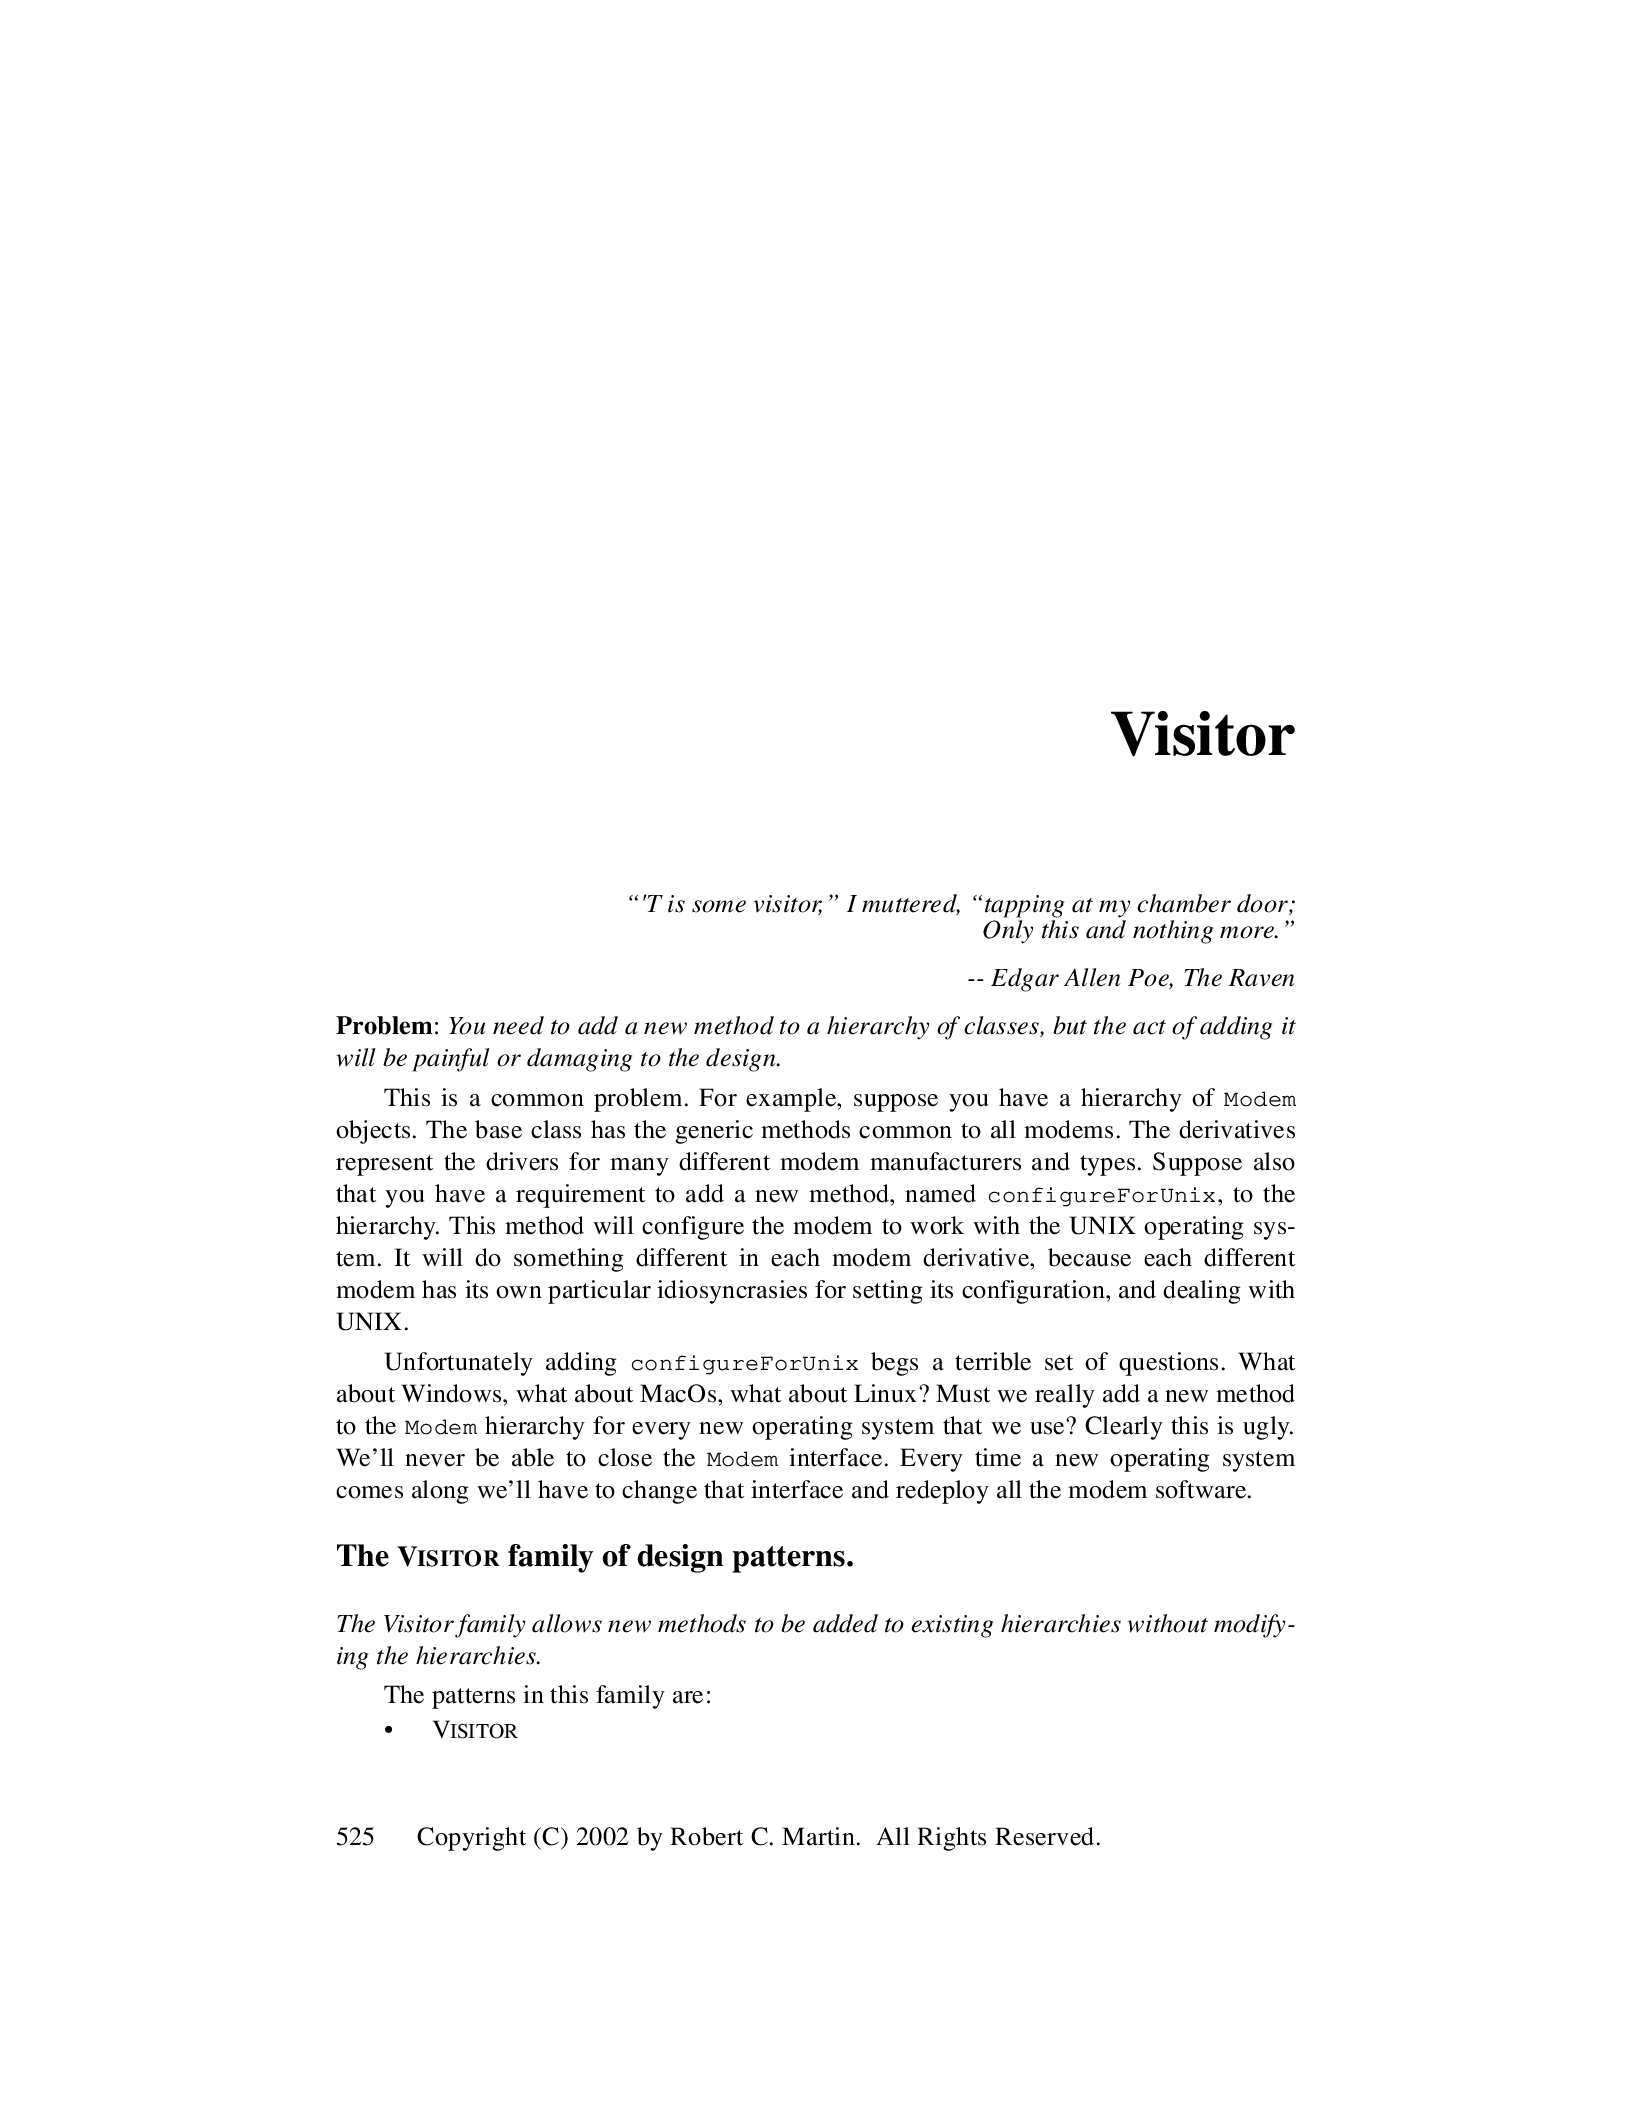 Visitor
“'T is some visitor,” I muttered, “tapping at my chamber door;
Only this and nothing more.”
-- Edgar Allen Poe, The Raven
Problem: You need to add a new method to a hierarchy of classes, but the act of adding it
will be painful or damaging to the design.
This is a common problem. For example, suppose you have a hierarchy of Modem
objects. The base class has the generic methods common to all modems. The derivatives
represent the drivers for many different modem manufacturers and types. Suppose also
that you have a requirement to add a new method, named configureForUnix, to the
hierarchy. This method will configure the modem to work with the UNIX operating sys-
tem. It will do something different in each modem derivative, because each different
modem has its own particular idiosyncrasies for setting its configuration, and dealing with
UNIX.
Unfortunately adding configureForUnix begs a terrible set of questions. What
about Windows, what about MacOs, what about Linux? Must we really add a new method
to the Modem hierarchy for every new operating system that we use? Clearly this is ugly.
We’ll never be able to close the Modem interface. Every time a new operating system
comes along we’ll have to change that interface and redeploy all the modem software.
The VISITOR family of design patterns.
The Visitor family allows new methods to be added to existing hierarchies without modify-
ing the hierarchies.
The patterns in this family are:
• VISITOR
525 Copyright (C) 2002 by Robert C. Martin. All Rights Reserved.